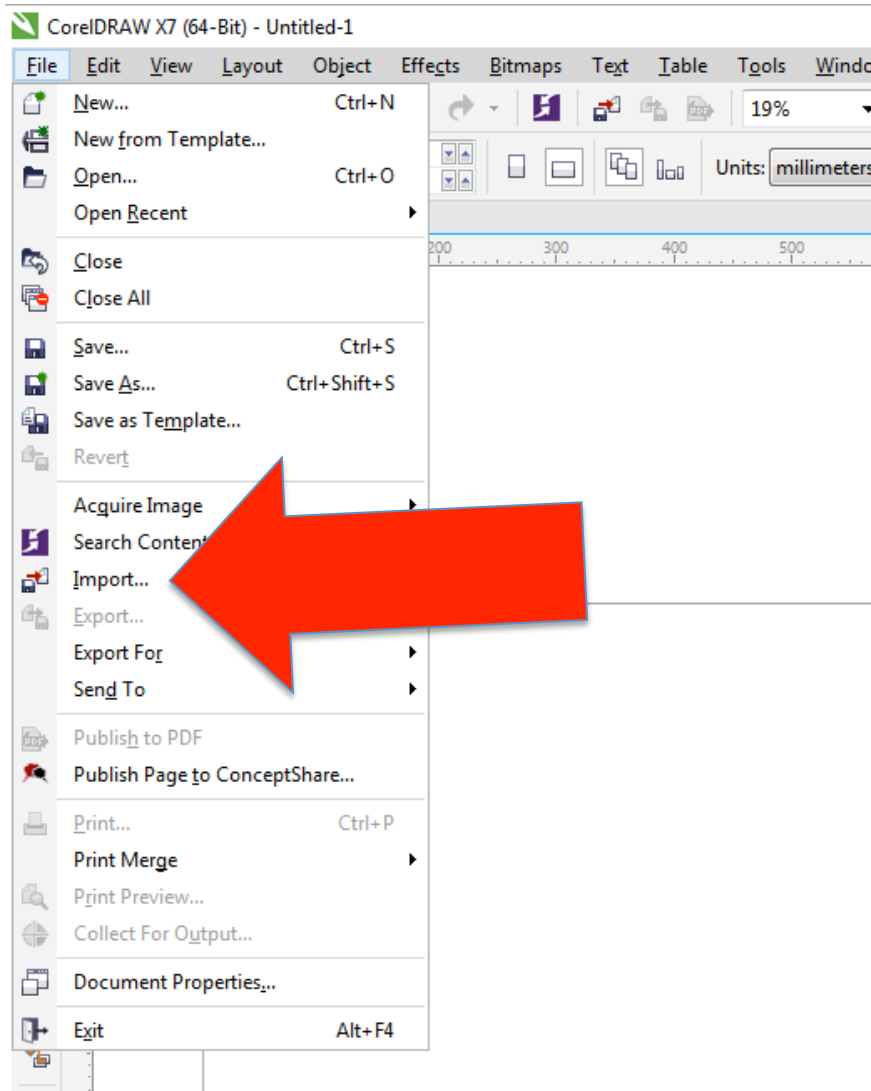 CorelDRAW X7 (64-Bit) - Untitled-1
File Edit View Layout Object Effects Bitmaps Text Table Tools
New... Ctrl+N
19%
New from Template...
Open... Ctrl+O
Units: millimeters
Open Recent
200 300 400 500
Close
Close All
Save... Ctrl+S
Save As... Ctrl+Shift+S
Save as Template...
Revert
Acquire Image
Search Content
Import...
Export...
Export For
Send To
PDF
Publish to PDF
Publish Page to ConceptShare...
Print... Ctrl+P
Print Merge
Print Preview...
Collect For Output...
Document Properties...
Exit Alt+F4